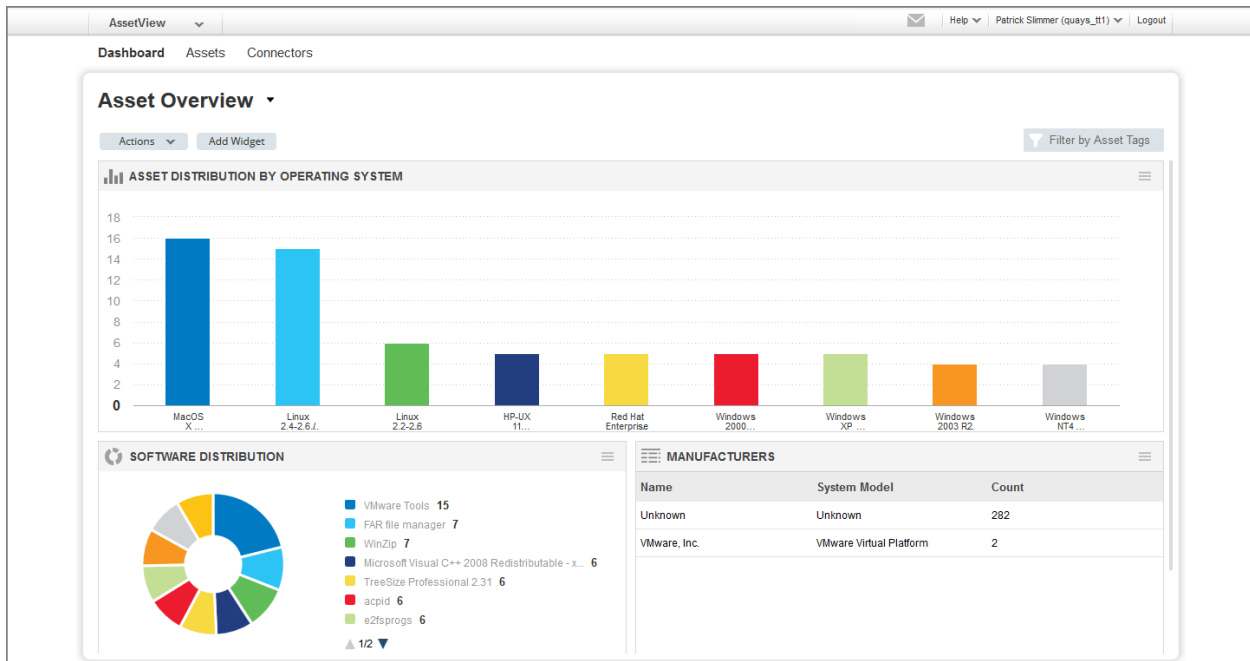 AssetView
Help
Patrick Slimmer (quays_tt1)
Logout
Dashboard Assets Connectors
Asset Overview
Actions
Add Widget
Filter by Asset Tags
ASSET DISTRIBUTION BY OPERATING SYSTEM
18
16
14
12
10
8
6
4
2
0
MacOS
X ...
Linux
2.4-2.6./.
Linux
2.2-2.6
HP-UX
11...
Red Hat
Enterprise
Windows
2000...
Windows
XP ...
Windows
2003 R2.
Windows
NT4 ...
SOFTWARE DISTRIBUTION
VMware Tools 15
FAR file manager 7
WinZip 7
Microsoft Visual C++ 2008 Redistributable - x... 6
TreeSize Professional 2.31 6
acpid 6
e2fsprogs 6
1/2
MANUFACTURERS
Name System Model Count
Unknown Unknown 282
VMware, Inc. VMware Virtual Platform 2